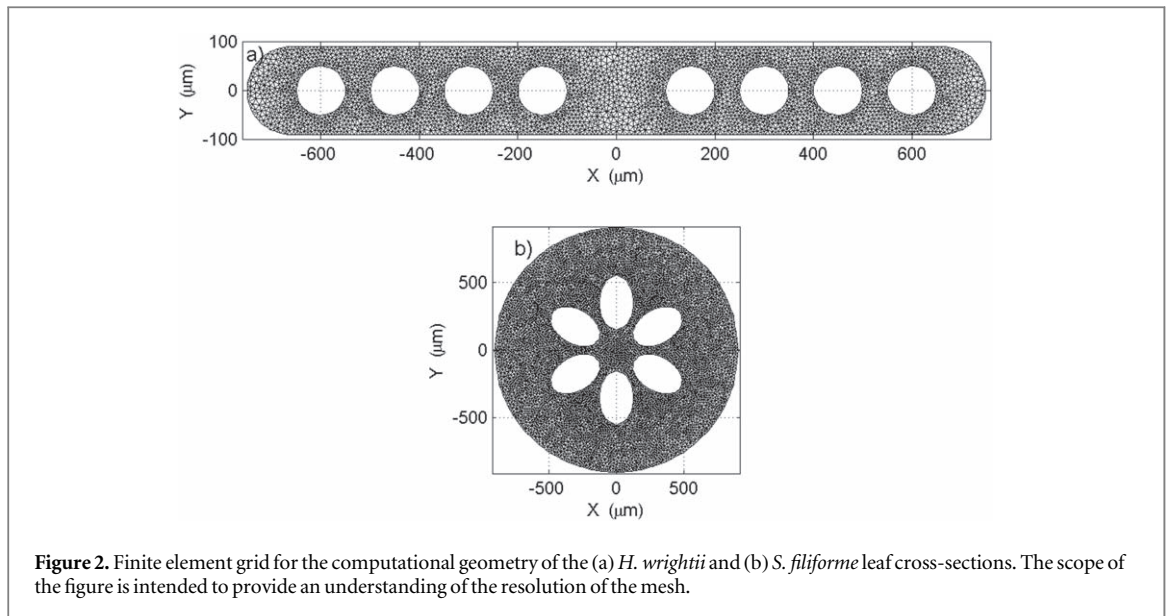 a)
100
0
-100
Y (μm)
-600 -400 -200 0 200 400 600
X (μm)
b)
500
0
-500
Y (μm)
-500 0 500
X (μm)
Figure 2. Finite element grid for the computational geometry of the (a) H. wrightii and (b) S. filiforme leaf cross-sections. The scope of
the figure is intended to provide an understanding of the resolution of the mesh.